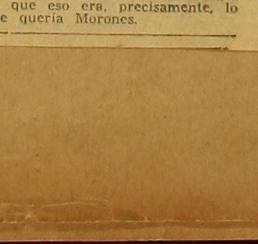 que eso era, precisamente, lo
e quería Morones.